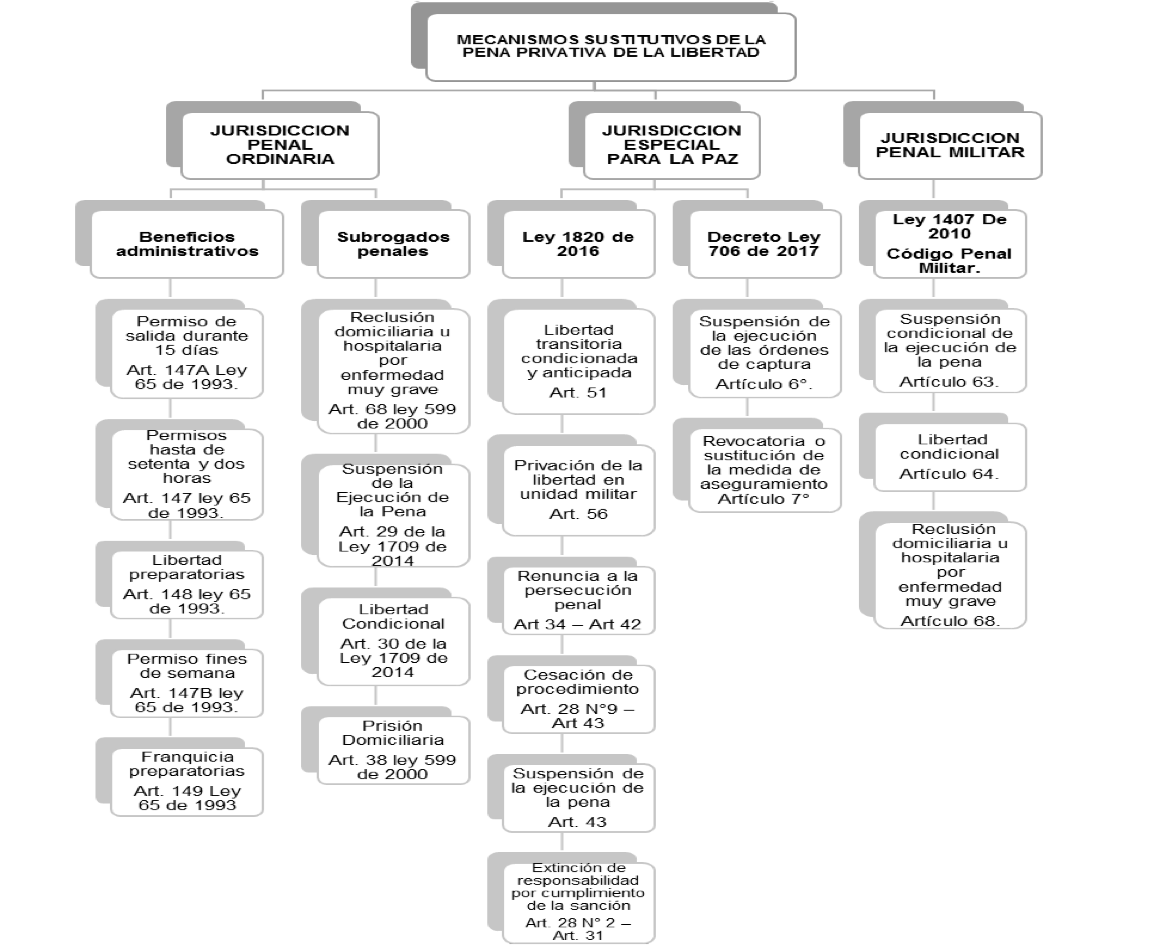 MECANISMOS SUSTITUTIVOS DE LA
PENA PRIVATIVA DE LA LIBERTAD
JURISDICCION
PENAL
ORDINARIA
JURISDICCION
ESPECIAL
PARA LA PAZ
JURISDICCION
PENAL MILITAR
Beneficios
administrativos
Permiso de
salida durante
15 días
Art. 147A Ley
65 de 1993.
Permisos
hasta de
setenta y dos
horas
Art. 147 ley 65
de 1993.
Libertad
preparatorias
Art. 148 ley 65
de 1993.
Permiso fines
de semana
Art. 147B ley
65 de 1993.
Franquicia
preparatorias
Art. 149 Ley
65 de 1993
Subrogados
penales
Reclusión
domiciliaria u
hospitalaria
por
enfermedad
muy grave
Art. 68 ley 599
de 2000
Suspensión
de la
Ejecución de
la Pena
Art. 29 de la
Ley 1709 de
2014
Libertad
Condicional
Art. 30 de la
Ley 1709 de
2014
Prisión
Domiciliaria
Art. 38 ley 599
de 2000
Ley 1820 de
2016
Libertad
transitoria
condicionada
y anticipada
Art. 51
Privación de la
libertad en
unidad militar
Art. 56
Renuncia a la
persecución
penal
Art 34 – Art 42
Cesación de
procedimiento
Art. 28 N°9 –
Art 43
Suspensión de
la ejecución de
la pena
Art. 43
Extinción de
responsabilidad
por cumplimiento
de la sanción
Art. 28 N° 2 –
Art. 31
Decreto Ley
706 de 2017
Suspensión de
la ejecución
de las órdenes
de captura
Artículo 6°.
Revocatoria o
sustitución de
la medida de
aseguramiento
Artículo 7°
Ley 1407 De
2010
Código Penal
Militar.
Suspensión
condicional de
la ejecución de
la pena
Artículo 63.
Libertad
condicional
Artículo 64.
Reclusión
domiciliaria u
hospitalaria
por
enfermedad
muy grave
Artículo 68.